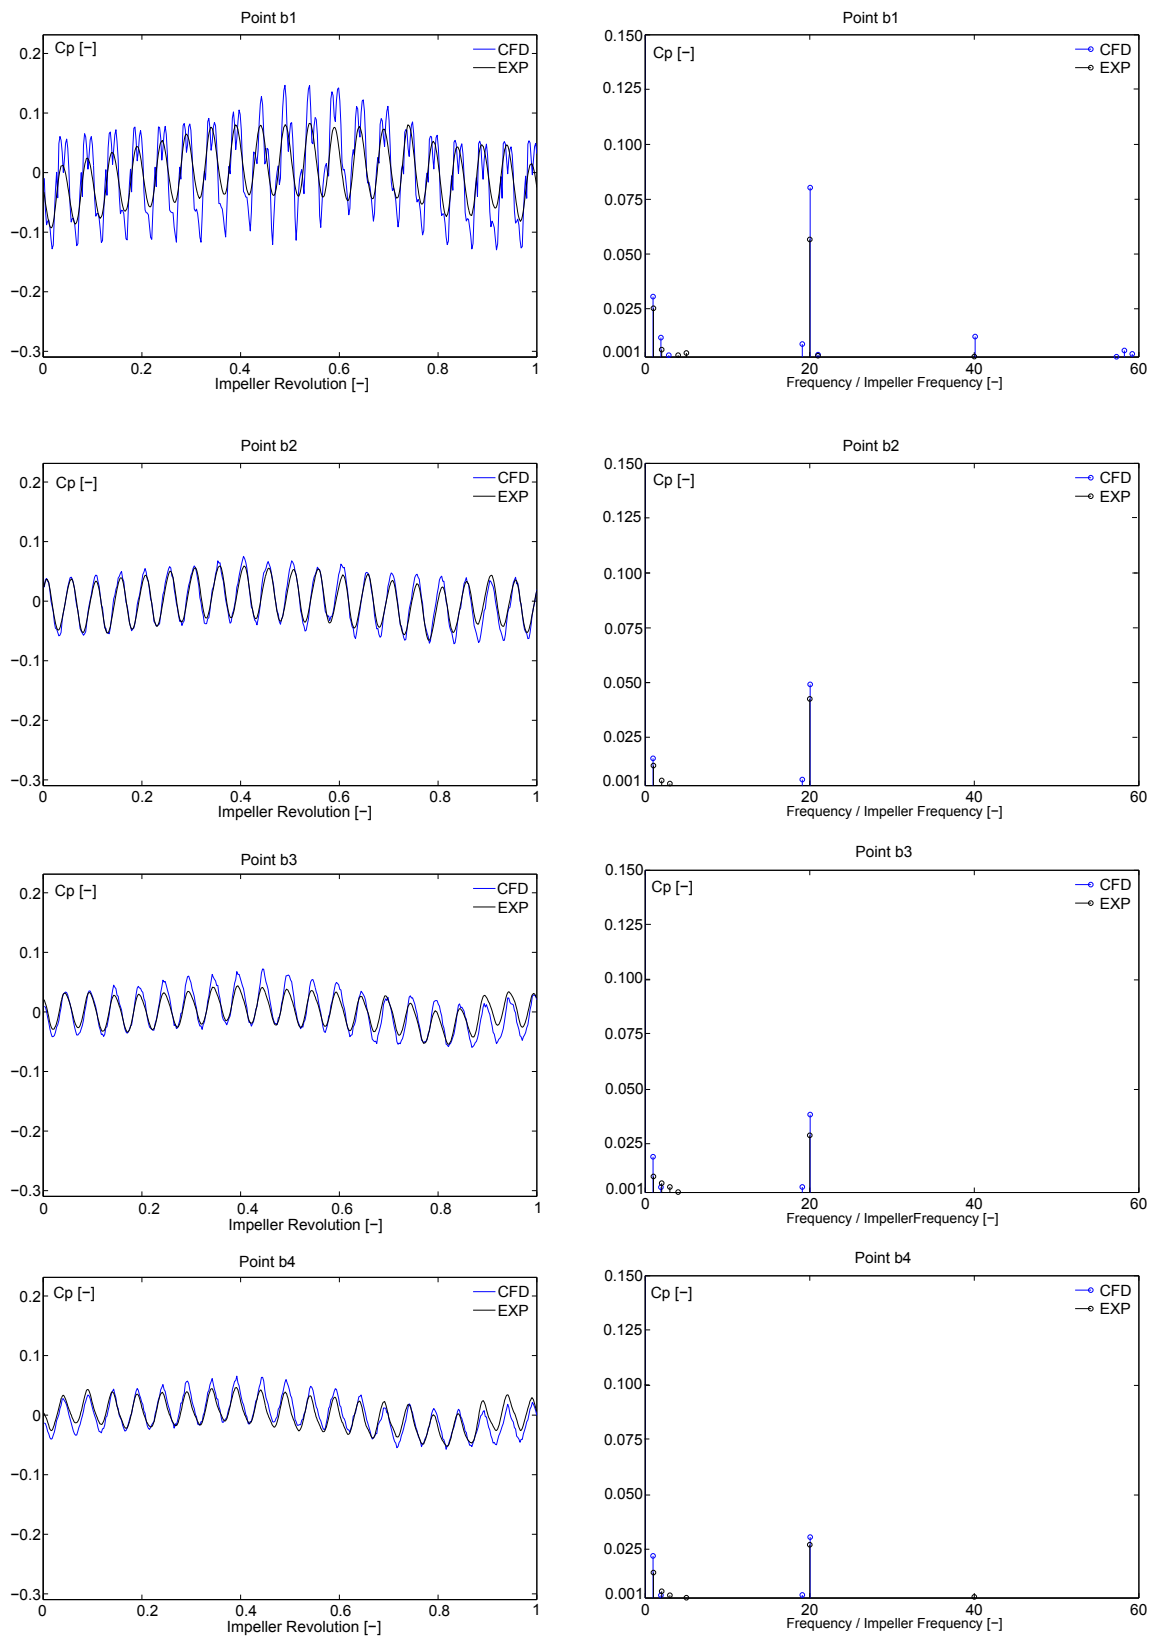 Point b1
Cp [−]
CFD
EXP
0.2
0.1
0
−0.1
−0.2
−0.3
0 0.2 0.4 0.6 0.8 1
Impeller Revolution [−]
Point b1
0.150
Cp [−]
CFD
EXP
0.125
0.100
0.075
0.050
0.025
0.001
0 20 40 60
Frequency / Impeller Frequency [−]
Point b2
Cp [−]
CFD
EXP
0.2
0.1
0
−0.1
−0.2
−0.3
0 0.2 0.4 0.6 0.8 1
Impeller Revolution [−]
Point b2
0.150
Cp [−]
CFD
EXP
0.125
0.100
0.075
0.050
0.025
0.001
0 20 40 60
Frequency / Impeller Frequency [−]
Point b3
Cp [−]
CFD
EXP
0.2
0.1
0
−0.1
−0.2
−0.3
0 0.2 0.4 0.6 0.8 1
Impeller Revolution [−]
Point b3
0.150
Cp [−]
CFD
EXP
0.125
0.100
0.075
0.050
0.025
0.001
0 20 40 60
Frequency / ImpellerFrequency [−]
Point b4
Cp [−]
CFD
EXP
0.2
0.1
0
−0.1
−0.2
−0.3
0 0.2 0.4 0.6 0.8 1
Impeller Revolution [−]
Point b4
0.150
Cp [−]
CFD
EXP
0.125
0.100
0.075
0.050
0.025
0.001
0 20 40 60
Frequency / Impeller Frequency [−]